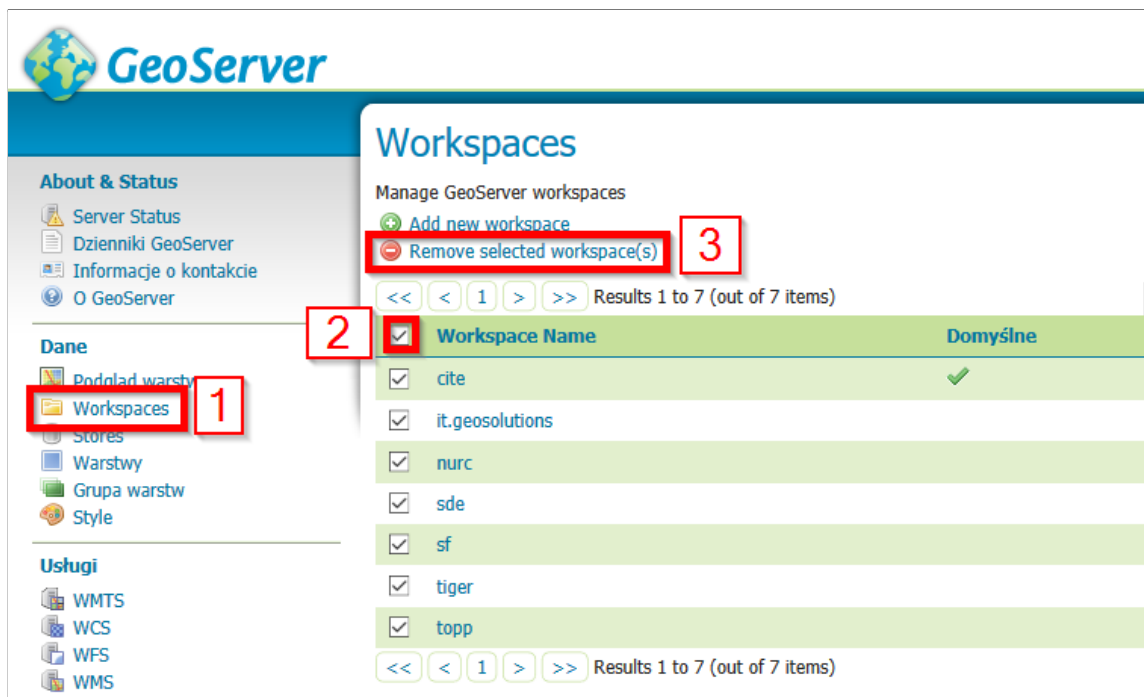 GeoServer
Workspaces
Manage GeoServer workspaces
Add new workspace
Remove selected workspace(s)
3
<< < 1 > >> Results 1 to 7 (out of 7 items)
2
Workspace Name Domyślne
cite
it.geosolutions
nurc
sde
sf
tiger
topp
<< < 1 > >> Results 1 to 7 (out of 7 items)
About & Status
Server Status
Dzienniki GeoServer
Informacje o kontakcie
O GeoServer
Dane
Podgląd warstw
Workspaces
1
Stores
Warstwy
Grupa warstw
Style
Usługi
WMTS
WCS
WFS
WMS